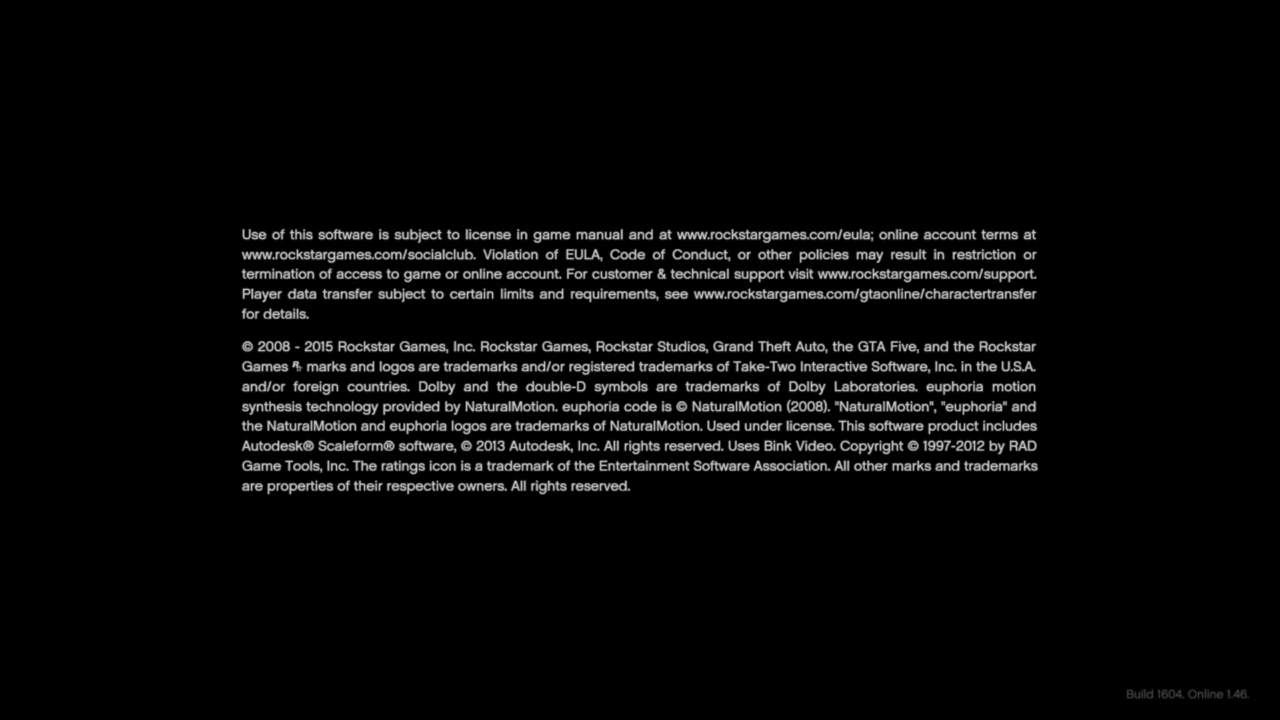 Use of this software is subject to license in game manual and at www.rockstargames.com/eula; online account terms at
www.rockstargames.com/socialclub. Violation of EULA, Code of Conduct, or other policies may result in restriction or
termination of access to game or online account. For customer & technical support visit www.rockstargames.com/support.
Player data transfer subject to certain limits and requirements, see www.rockstargames.com/gtaonline/charactertransfer
for details.
© 2008 - 2015 Rockstar Games, Inc. Rockstar Games, Rockstar Studios, Grand Theft Auto, the GTA Five, and the Rockstar
Games R* marks and logos are trademarks and/or registered trademarks of Take-Two Interactive Software, Inc. in the U.S.A.
and/or foreign countries. Dolby and the double-D symbols are trademarks of Dolby Laboratories. euphoria motion
synthesis technology provided by NaturalMotion. euphoria code is © NaturalMotion (2008). "NaturalMotion", "euphoria" and
the NaturalMotion and euphoria logos are trademarks of NaturalMotion. Used under license. This software product includes
Autodesk® Scaleform® software, © 2013 Autodesk, Inc. All rights reserved. Uses Bink Video. Copyright © 1997-2012 by RAD
Game Tools, Inc. The ratings icon is a trademark of the Entertainment Software Association. All other marks and trademarks
are properties of their respective owners. All rights reserved.
Build 1604. Online 1.46.